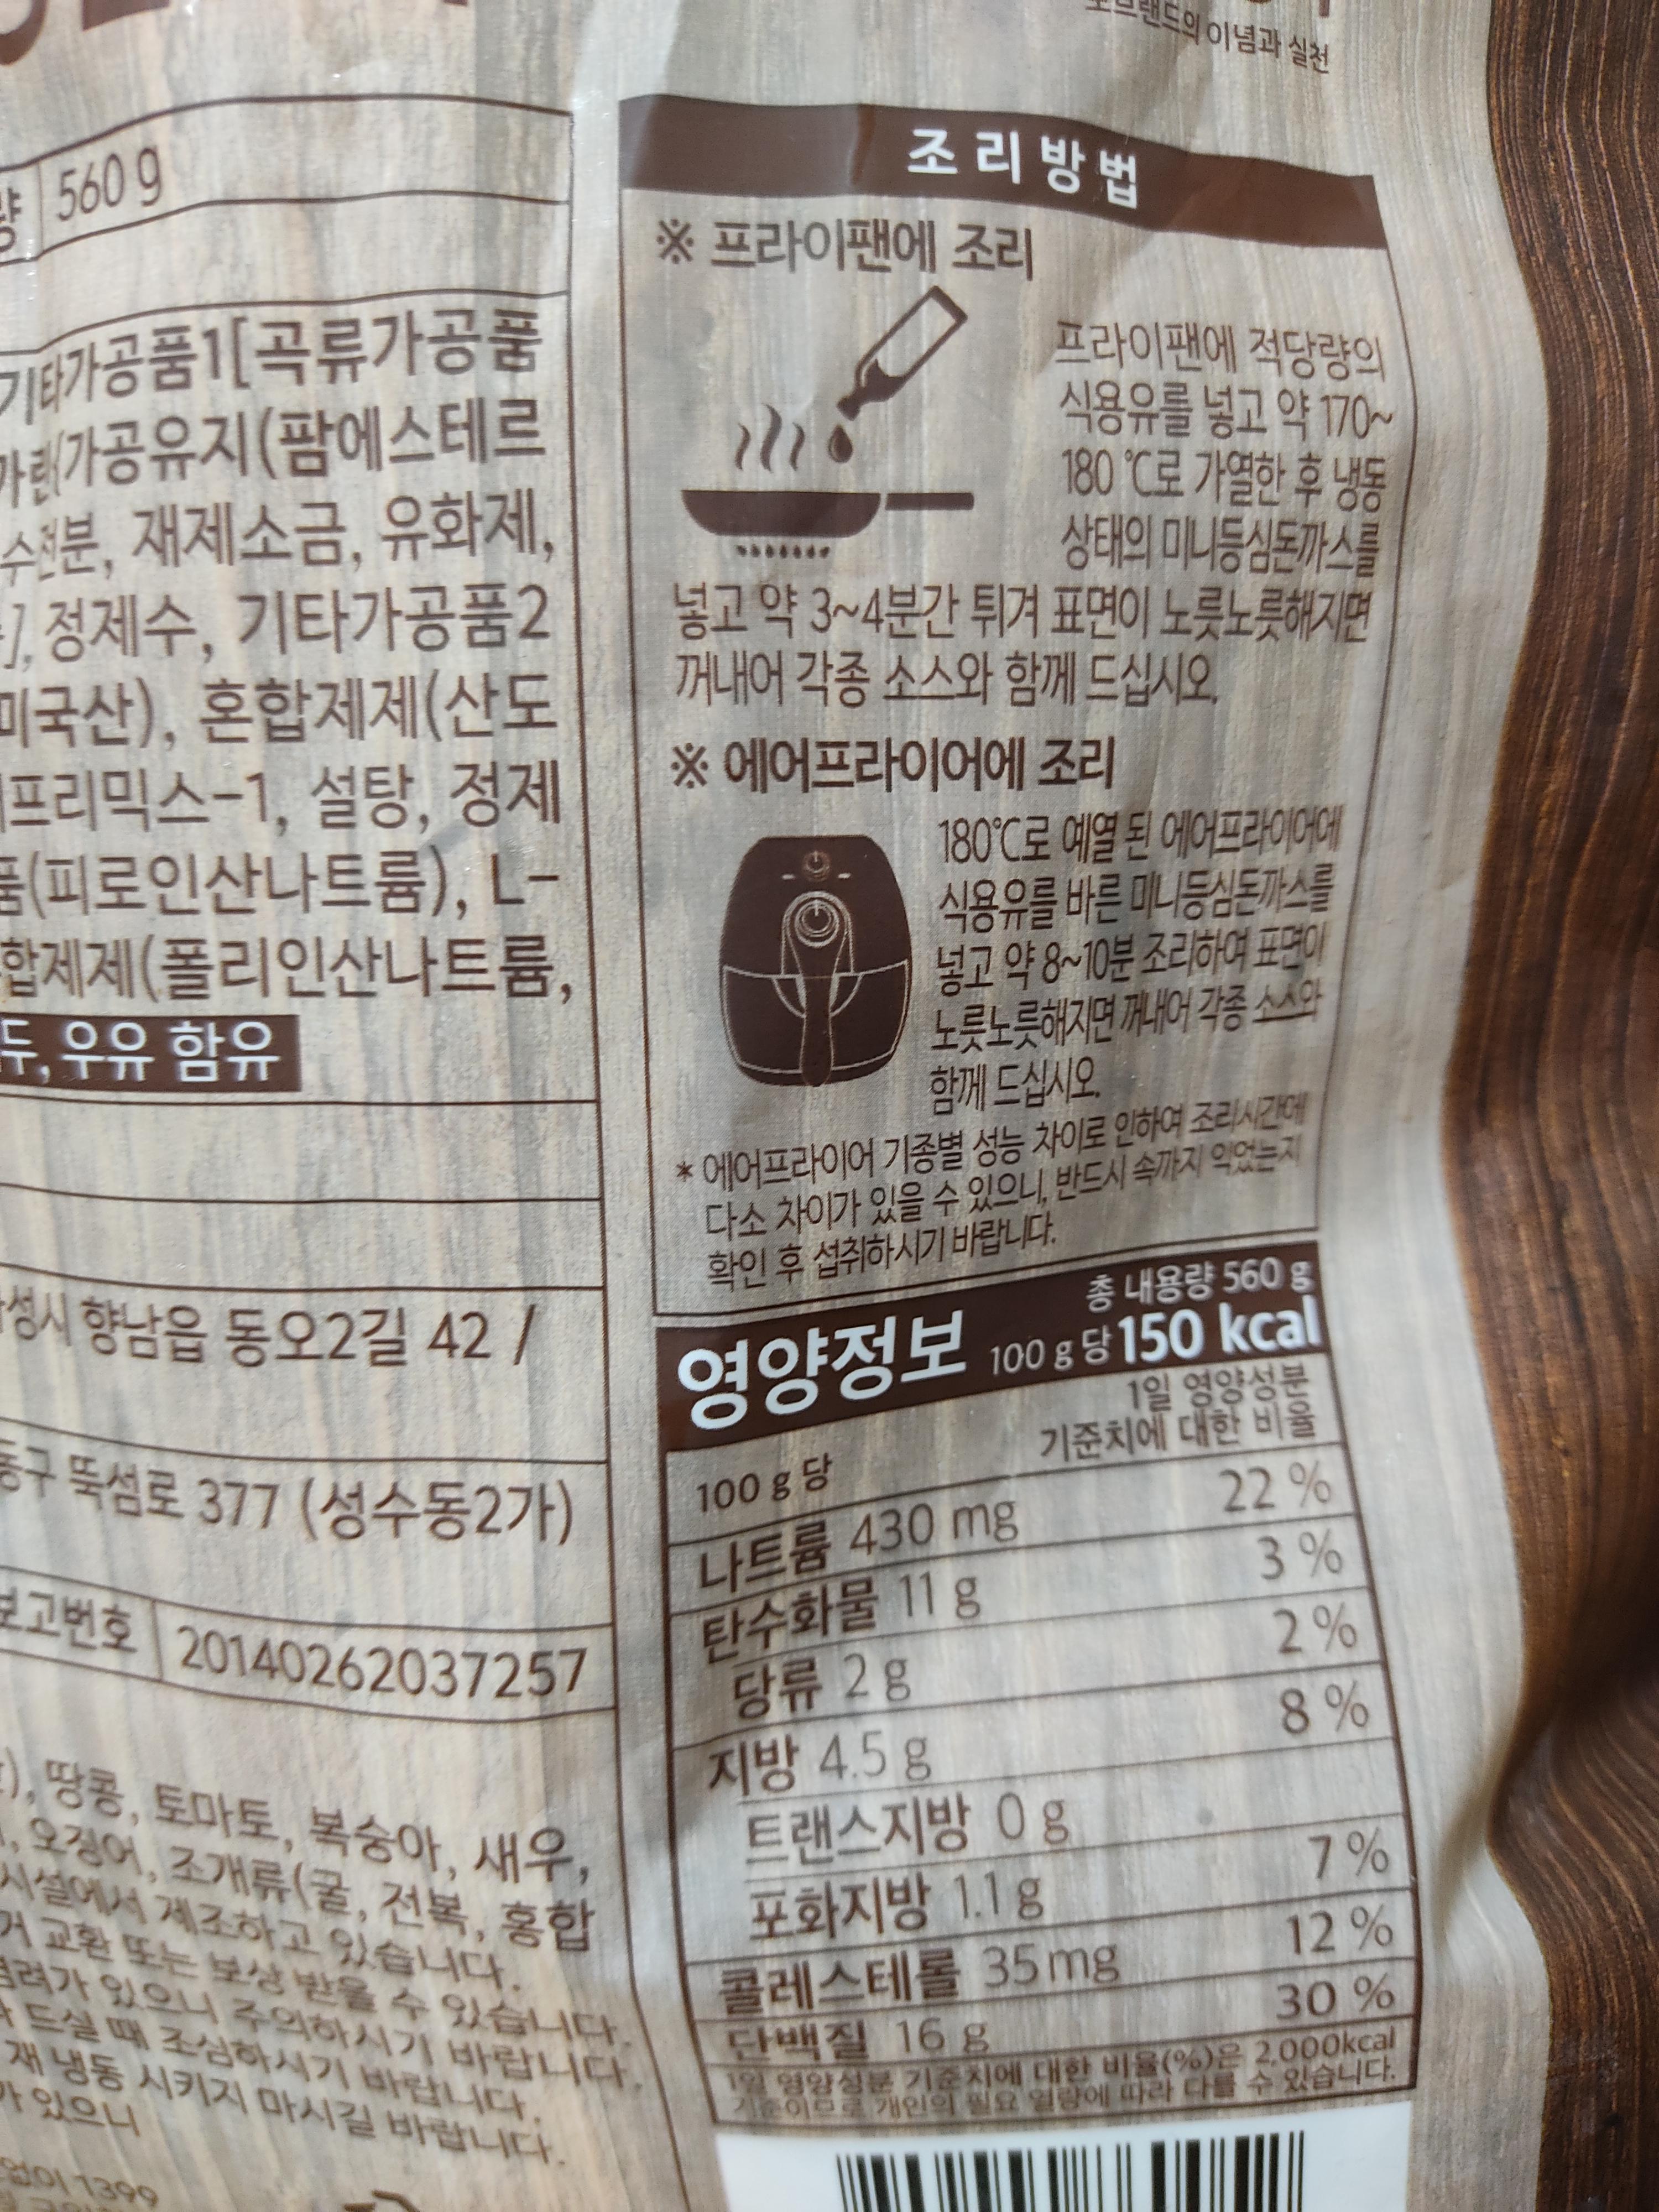 이념과 실천
560 g
기타가공품1[곡류가공품
가공유지(팜에스테르
재제소금, 유화제,
정제수, 기타가공품2
미국산), 혼합제제(산도
프리믹스-1, 설탕, 정제
(피로인산나트륨), L-
합제제(폴리인산나트륨,
두, 우유 함유
성시 향남읍 동오2길 42 /
동구 뚝섬로 377 (성수동2가)
보고번호 20140262037257
), 땅콩, 토마토, 복숭아, 새우,
오징어, 조개류(굴, 전복, 홍합
시설에서 제조하고 있습니다.
교환 또는 보상 받을 수 있습니다.
있으니 주의하시기 바랍니다.
드실 때 조심하시기 바랍니다.
재 냉동 시키지 마시길 바랍니다.
가 있으니
없이 1399
조리방법
※ 프라이팬에 조리
프라이팬에 적당량의
식용유를 넣고 약 170~
180 ℃로 가열한 후 냉동
상태의 미니등심돈까스를
넣고 약 3~4분간 튀겨 표면이 노릇노릇해지면
꺼내어 각종 소스와 함께 드십시오.
※ 에어프라이어에 조리
180℃로 예열 된 에어프라이어에
식용유를 바른 미니등심돈까스를
넣고 약 8~10분 조리하여 표면이
노릇노릇해지면 꺼내어 각종 소스와
함께 드십시오.
* 에어프라이어 기종별 성능 차이로 인하여 조리시간에
다소 차이가 있을 수 있으니, 반드시 속까지 익었는지
확인 후 섭취하시기 바랍니다.
총 내용량 560 g
영양정보 100 g 당 150 kcal
1일 영양성분
100 g 당 기준치에 대한 비율
나트륨 430 mg 22 %
탄수화물 11 g 3 %
당류 2 g 2 %
지방 4.5 g 8 %
트랜스지방 0 g
포화지방 1.1 g 7 %
콜레스테롤 35 mg 12 %
단백질 16 g 30 %
1일 영양성분 기준치에 대한 비율(%)은 2,000kcal
기준이므로 개인의 필요 열량에 따라 다를 수 있습니다.